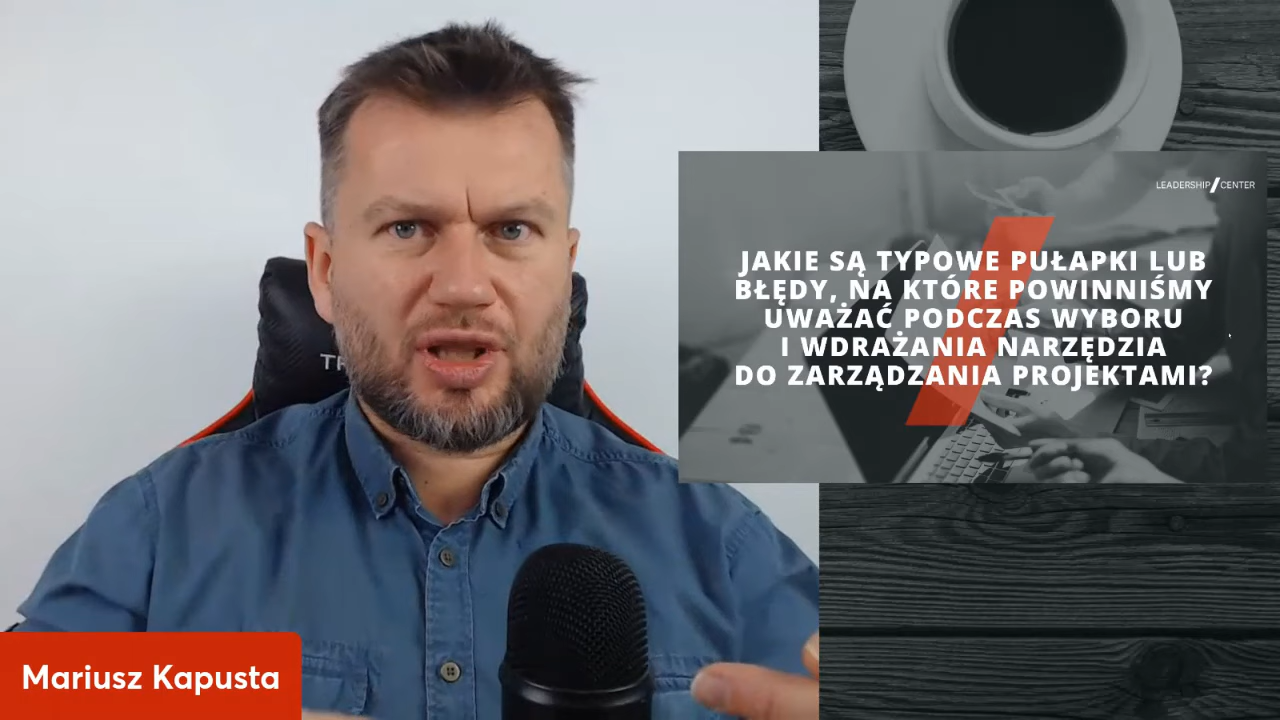 LEADERSHIP/CENTER
JAKIE SĄ TYPOWE PUŁAPKI LUB
BŁĘDY, NA KTÓRE POWINNIŚMY
UWAŻAĆ PODCZAS WYBORU
I WDRAŻANIA NARZĘDZIA
DO ZARZĄDZANIA PROJEKTAMI?
TR
Mariusz Kapusta